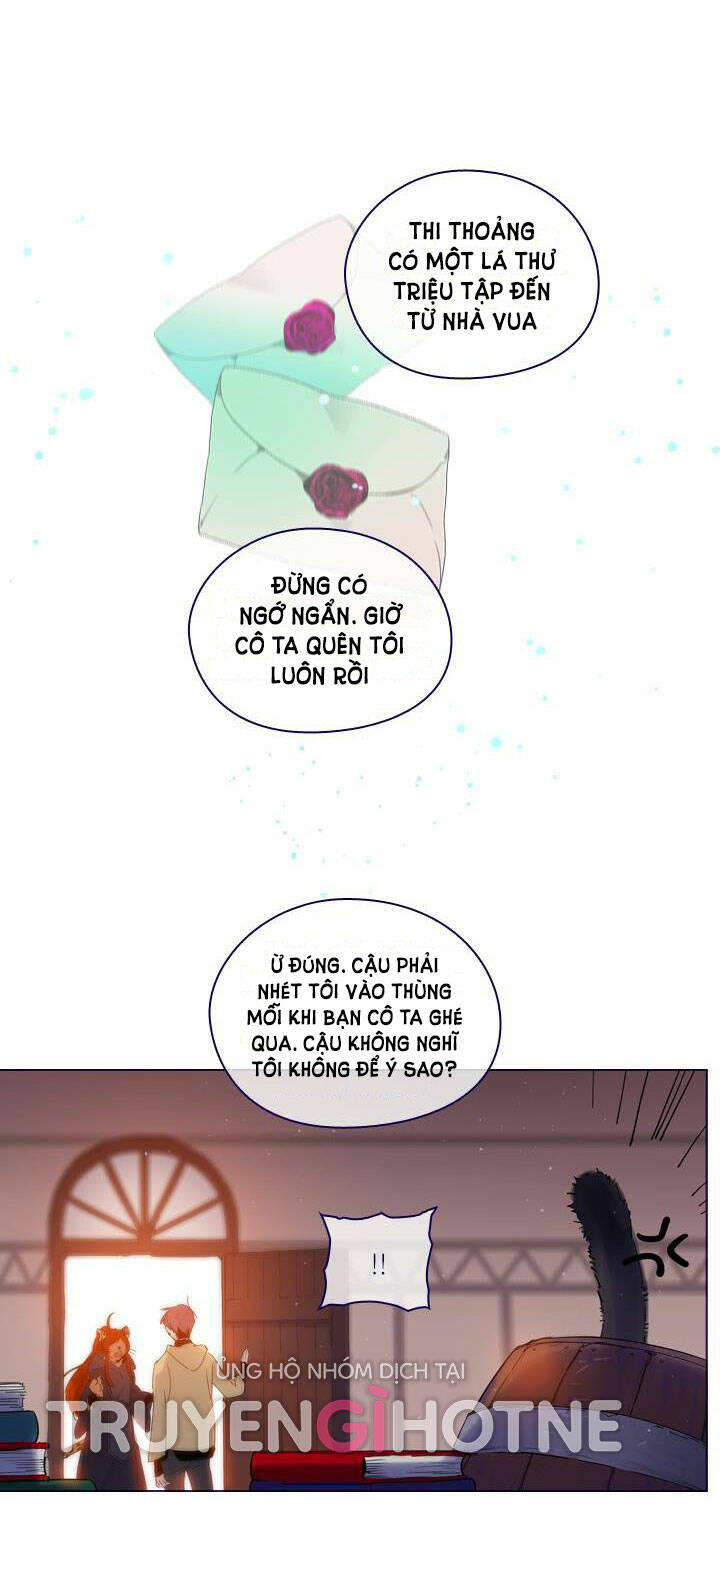 THI THOẢNG
CÓ MỘT LÁ THƯ
TRIỆU TẬP ĐẾN
TỪ NHÀ VUA
ĐỪNG CÓ
NGỚ NGẨN. GIỜ
CÔ TA QUÊN TÔI
LUÔN RỒI
Ừ ĐÚNG. CẬU PHẢI
NHÉT TÔI VÀO THÙNG
MỖI KHI BẠN CÔ TA GHÉ
QUA. CẬU KHÔNG NGHĨ
TÔI KHÔNG ĐỂ Ý SAO?
!!
ỦNG HỘ NHÓM DỊCH TẠI
TRUYENGIHOTNE